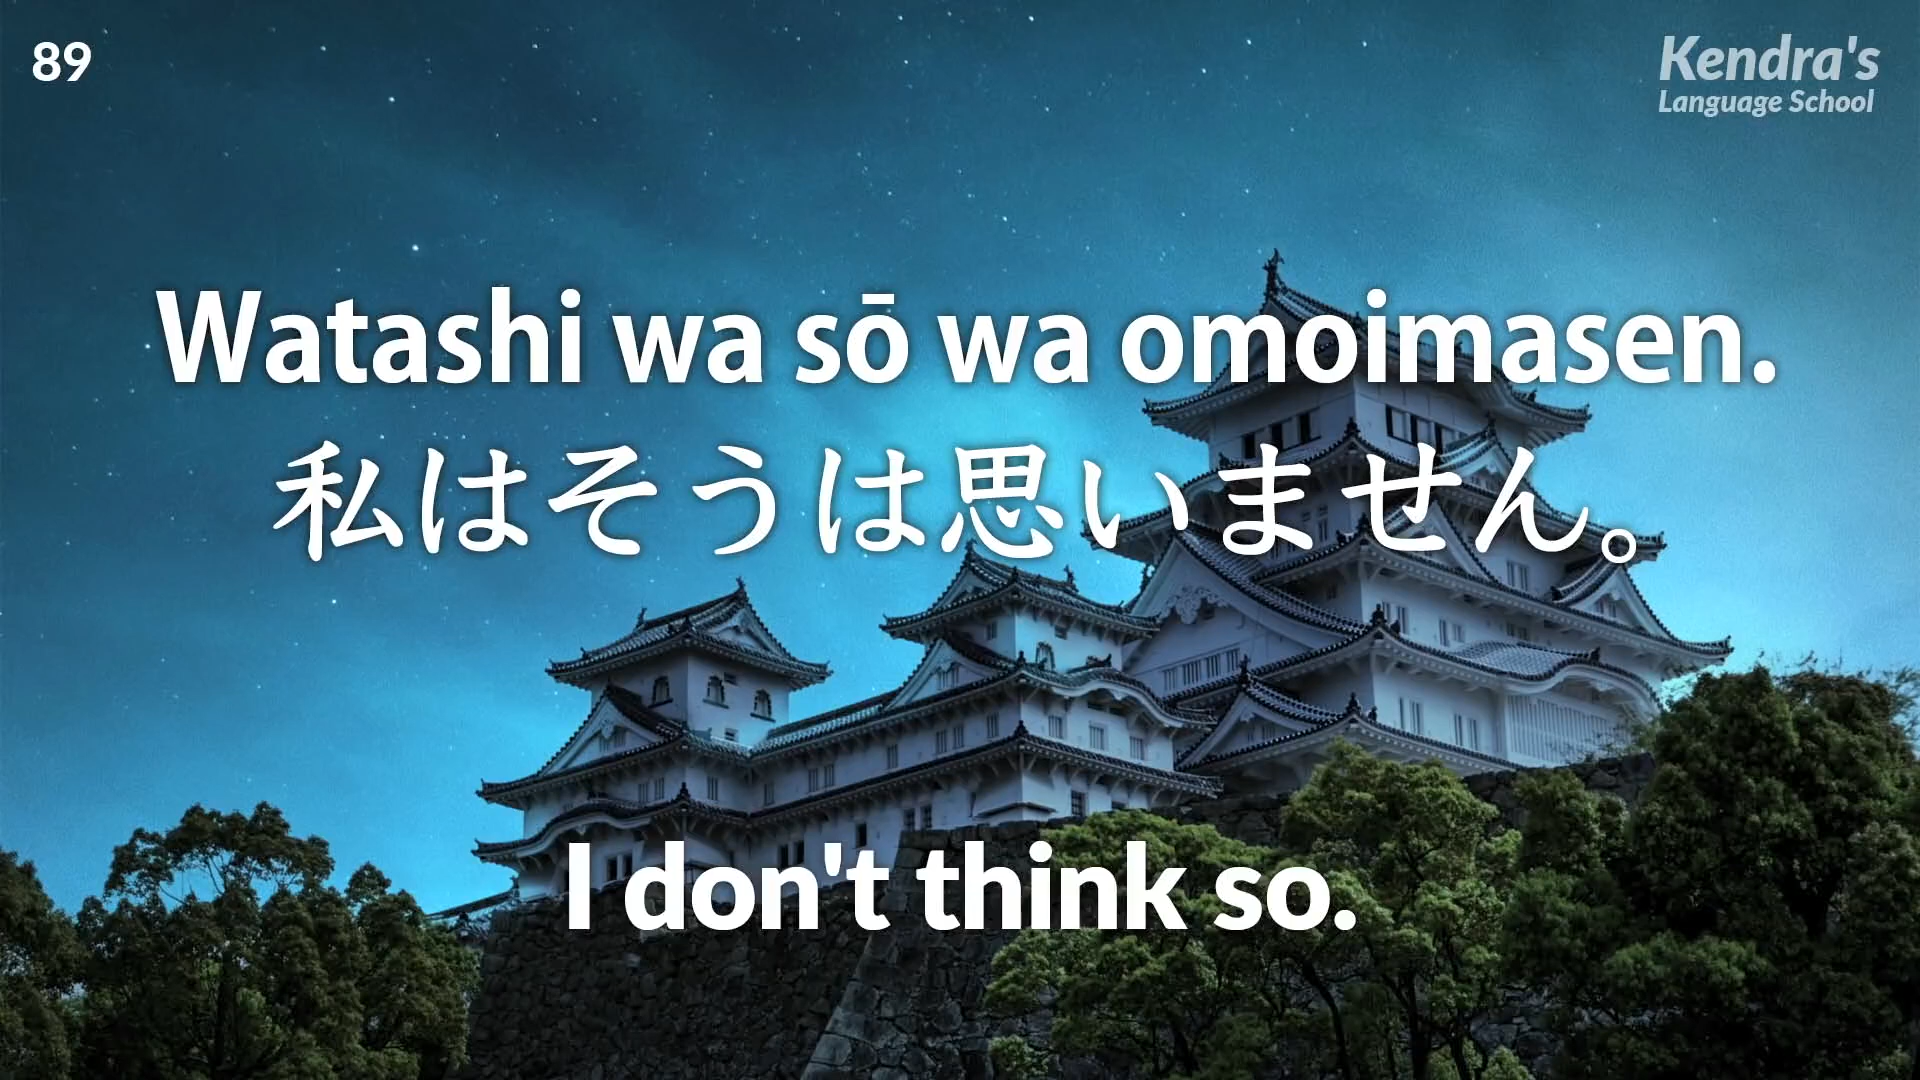 89
Kendra's
Language School
Watashi wa sō wa omoimasen.
私はそうは思いません。
I don't think so.